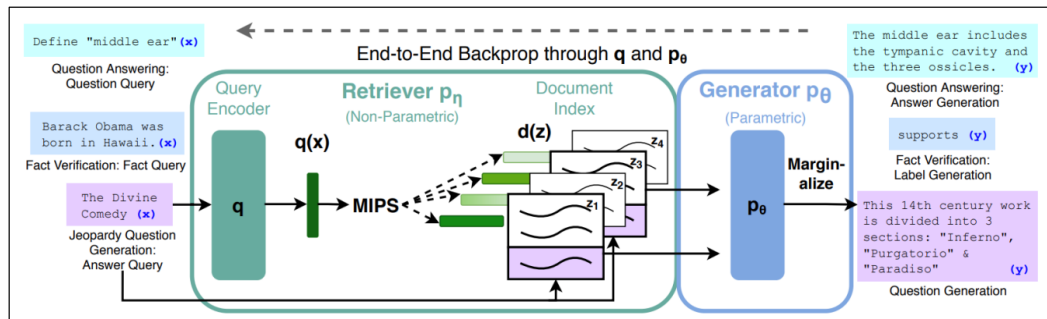 Define "middle ear"(x)
Question Answering:
Question Query
Barack Obama was
born in Hawaii.(x)
Fact Verification: Fact Query
The Divine
Comedy (x)
Jeopardy Question
Generation:
Answer Query
End-to-End Backprop through q and pθ
Query
Encoder
q
q(x)
Retriever pη
(Non-Parametric)
MIPS
Document
Index
d(z)
z4
z3
z2
z1
Generator pθ
(Parametric)
pθ
Margin-
alize
The middle ear includes
the tympanic cavity and
the three ossicles. (y)
Question Answering:
Answer Generation
supports (y)
Fact Verification:
Label Generation
This 14th century work
is divided into 3
sections: "Inferno",
"Purgatorio" &
"Paradiso" (y)
Question Generation